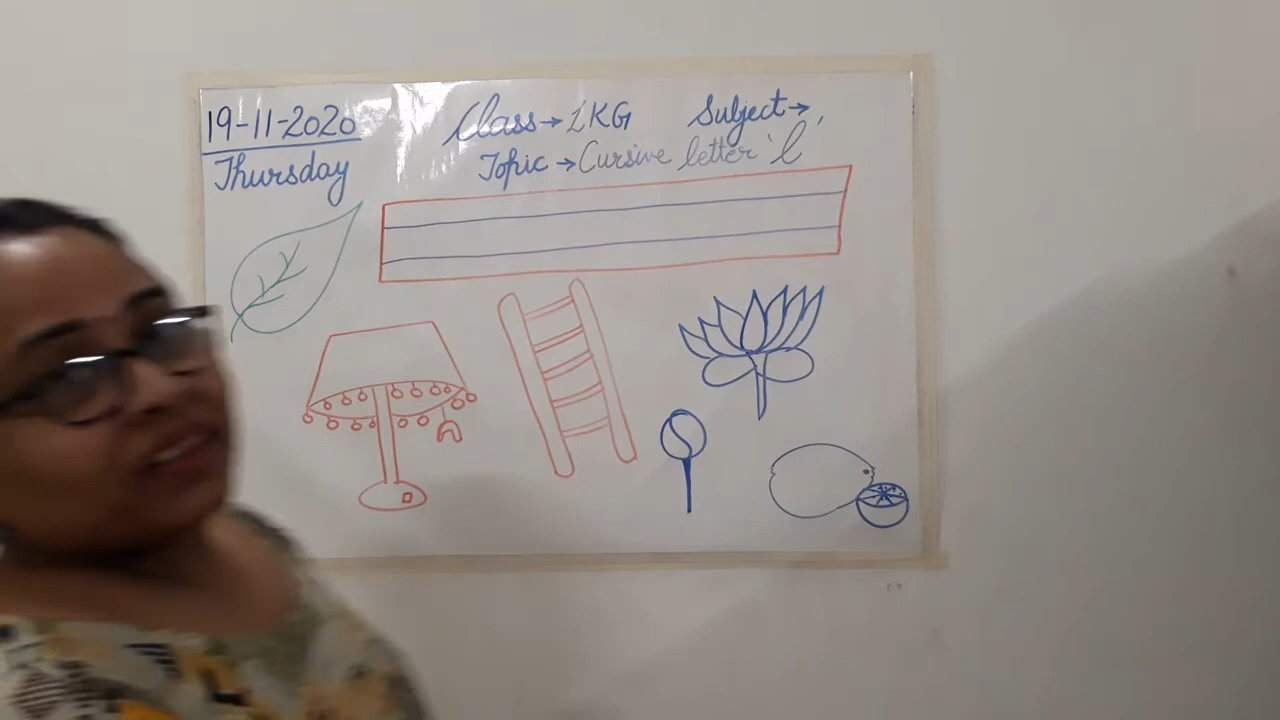 19-11-2020
Thursday
Class → LKG Subject →
Topic → Cursive letter 'l'